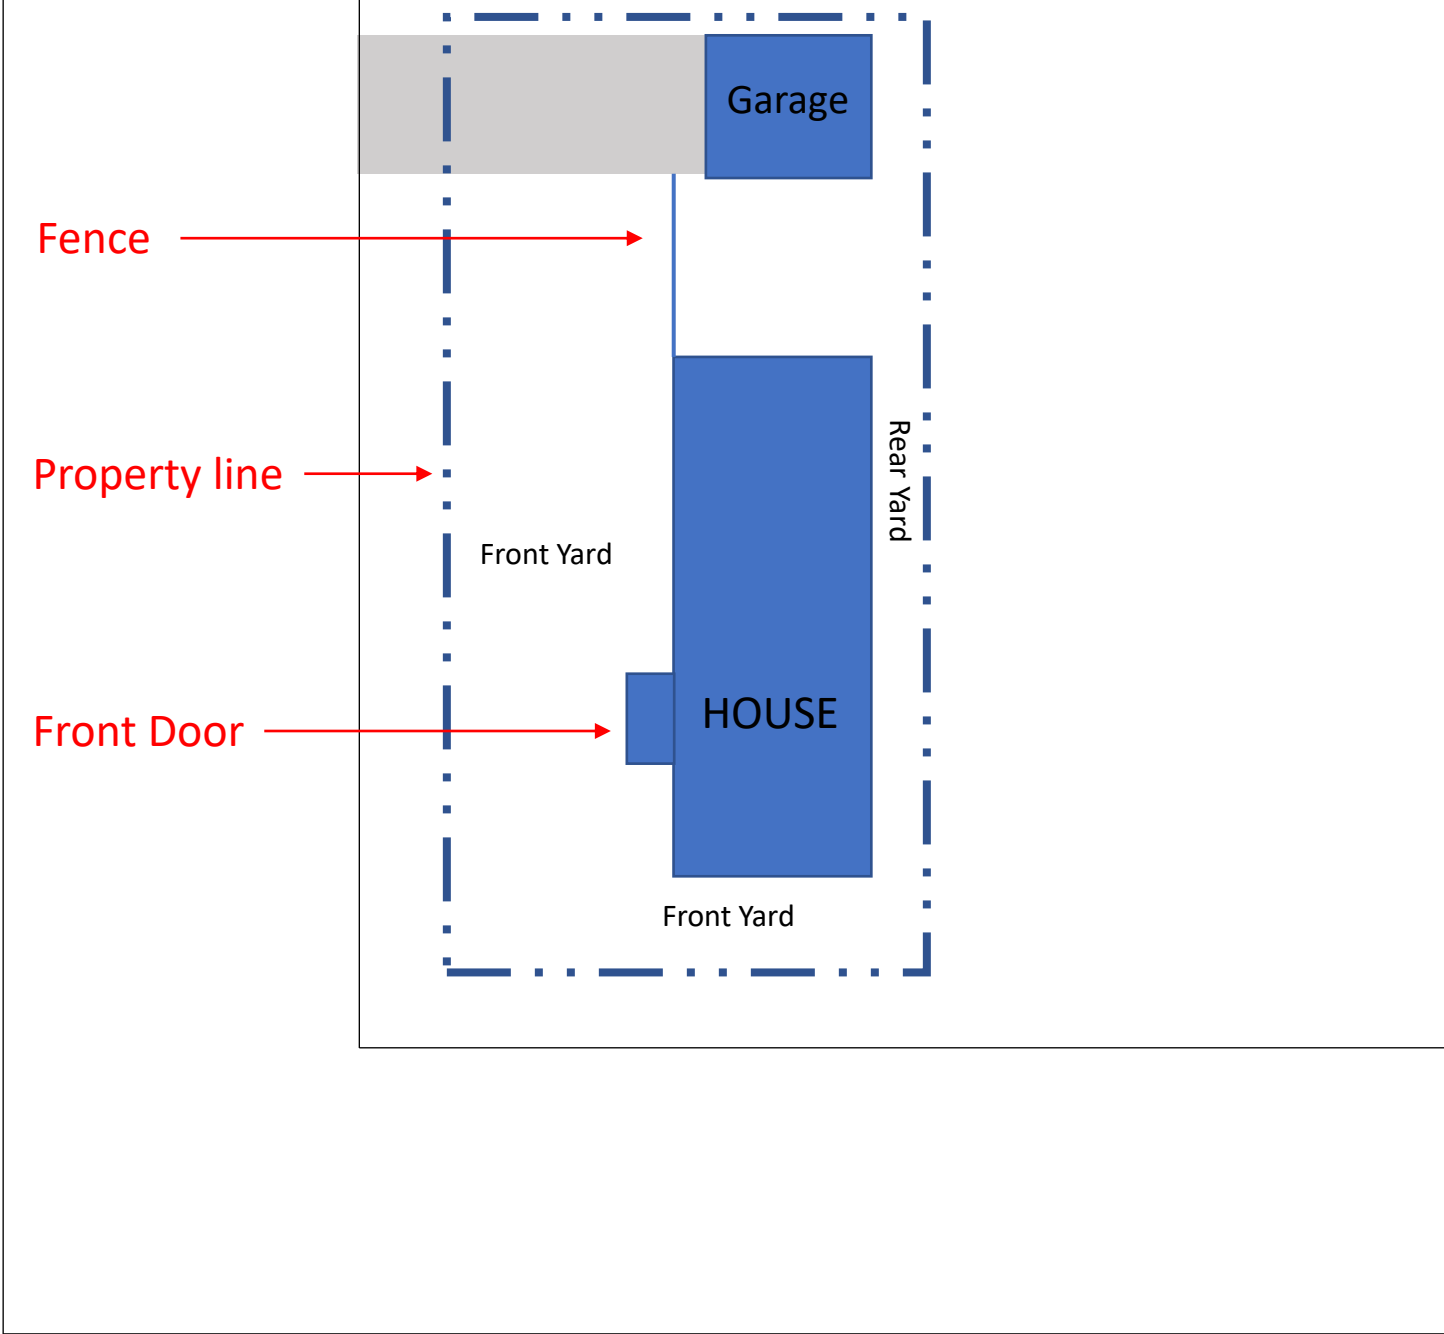 Garage
Fence
Rear Yard
Property line
Front Yard
HOUSE
Front Door
Front Yard